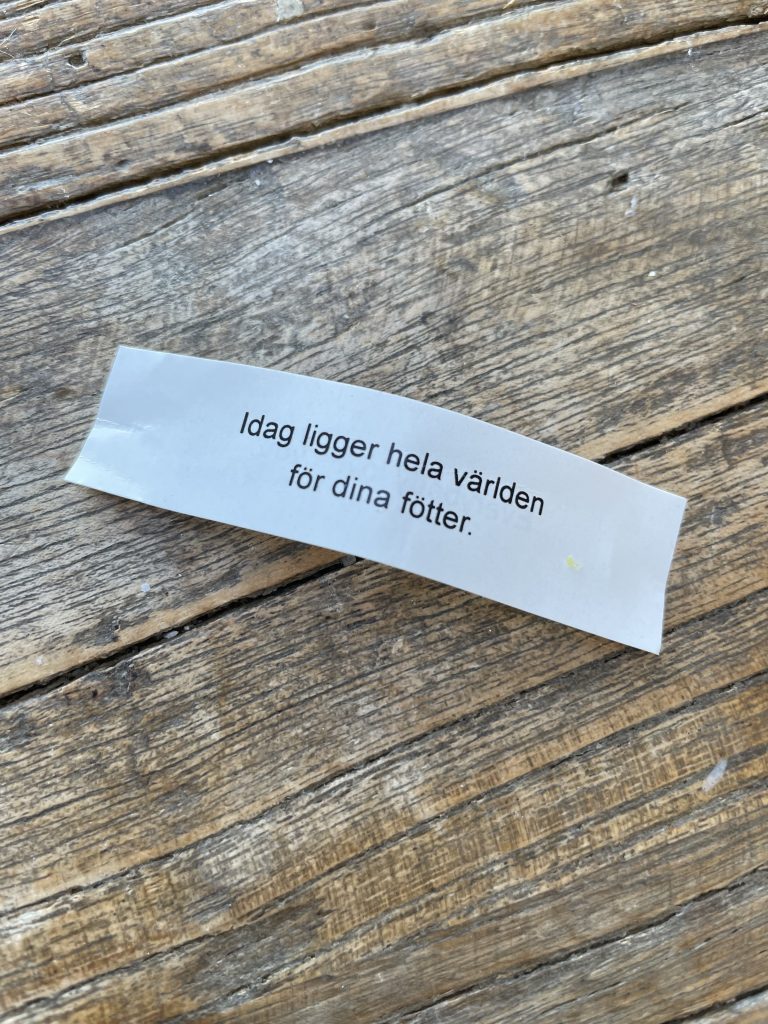 Idag ligger hela världen
för dina fötter.